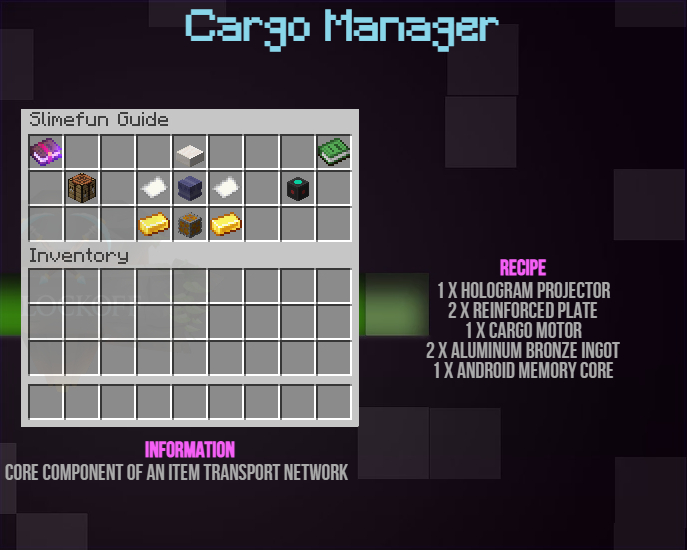 Cargo Manager
Slimefun Guide
Inventory
LOCKOFF
RECIPE
1 X HOLOGRAM PROJECTOR
2 X REINFORCED PLATE
1 X CARGO MOTOR
2 X ALUMINUM BRONZE INGOT
1 X ANDROID MEMORY CORE
INFORMATION
CORE COMPONENT OF AN ITEM TRANSPORT NETWORK